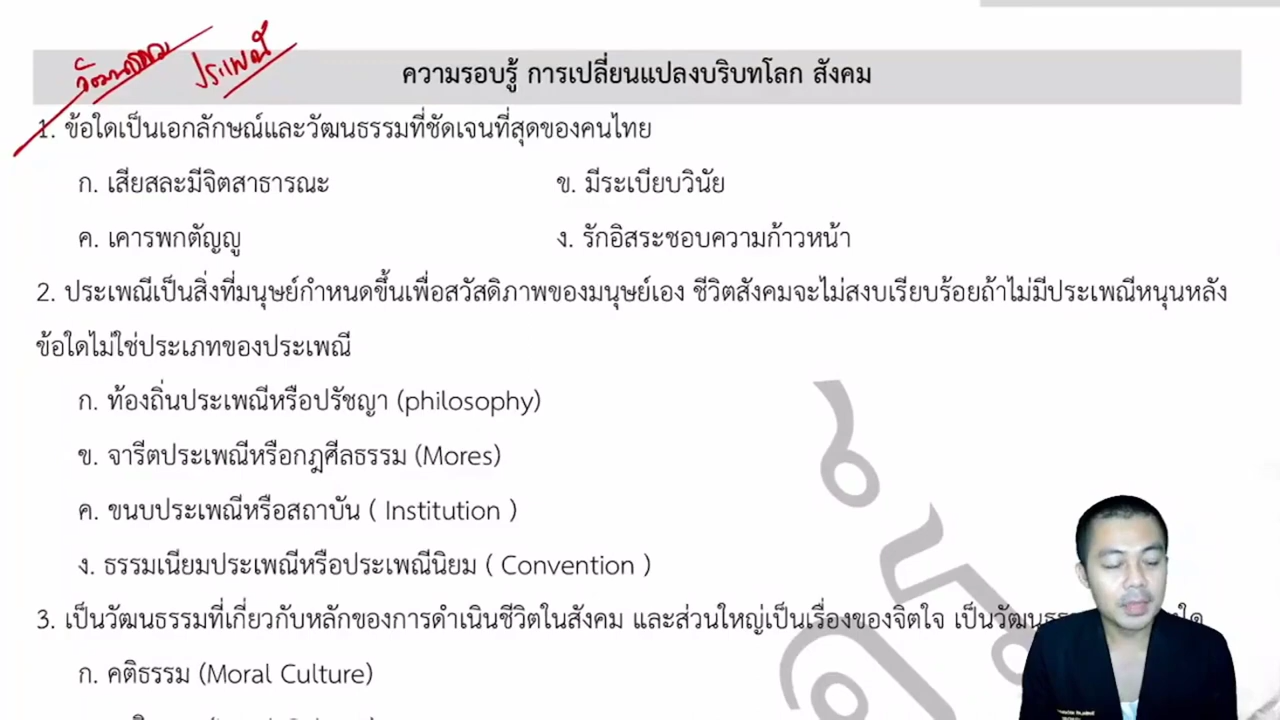 วัฒนธรรม ประเพณี
ความรอบรู้ การเปลี่ยนแปลงบริบทโลก สังคม
1. ข้อใดเป็นเอกลักษณ์และวัฒนธรรมที่ชัดเจนที่สุดของคนไทย
ก. เสียสละมีจิตสาธารณะ ข. มีระเบียบวินัย
ค. เคารพกตัญญู ง. รักอิสระชอบความก้าวหน้า
2. ประเพณีเป็นสิ่งที่มนุษย์กำหนดขึ้นเพื่อสวัสดิภาพของมนุษย์เอง ชีวิตสังคมจะไม่สงบเรียบร้อยถ้าไม่มีประเพณีหนุนหลัง
ข้อใดไม่ใช่ประเภทของประเพณี
ก. ท้องถิ่นประเพณีหรือปรัชญา (philosophy)
ข. จารีตประเพณีหรือกฎศีลธรรม (Mores)
ค. ขนบประเพณีหรือสถาบัน ( Institution )
ง. ธรรมเนียมประเพณีหรือประเพณีนิยม ( Convention )
3. เป็นวัฒนธรรมที่เกี่ยวกับหลักของการดำเนินชีวิตในสังคม และส่วนใหญ่เป็นเรื่องของจิตใจ เป็นวัฒน
ก. คติธรรม (Moral Culture)